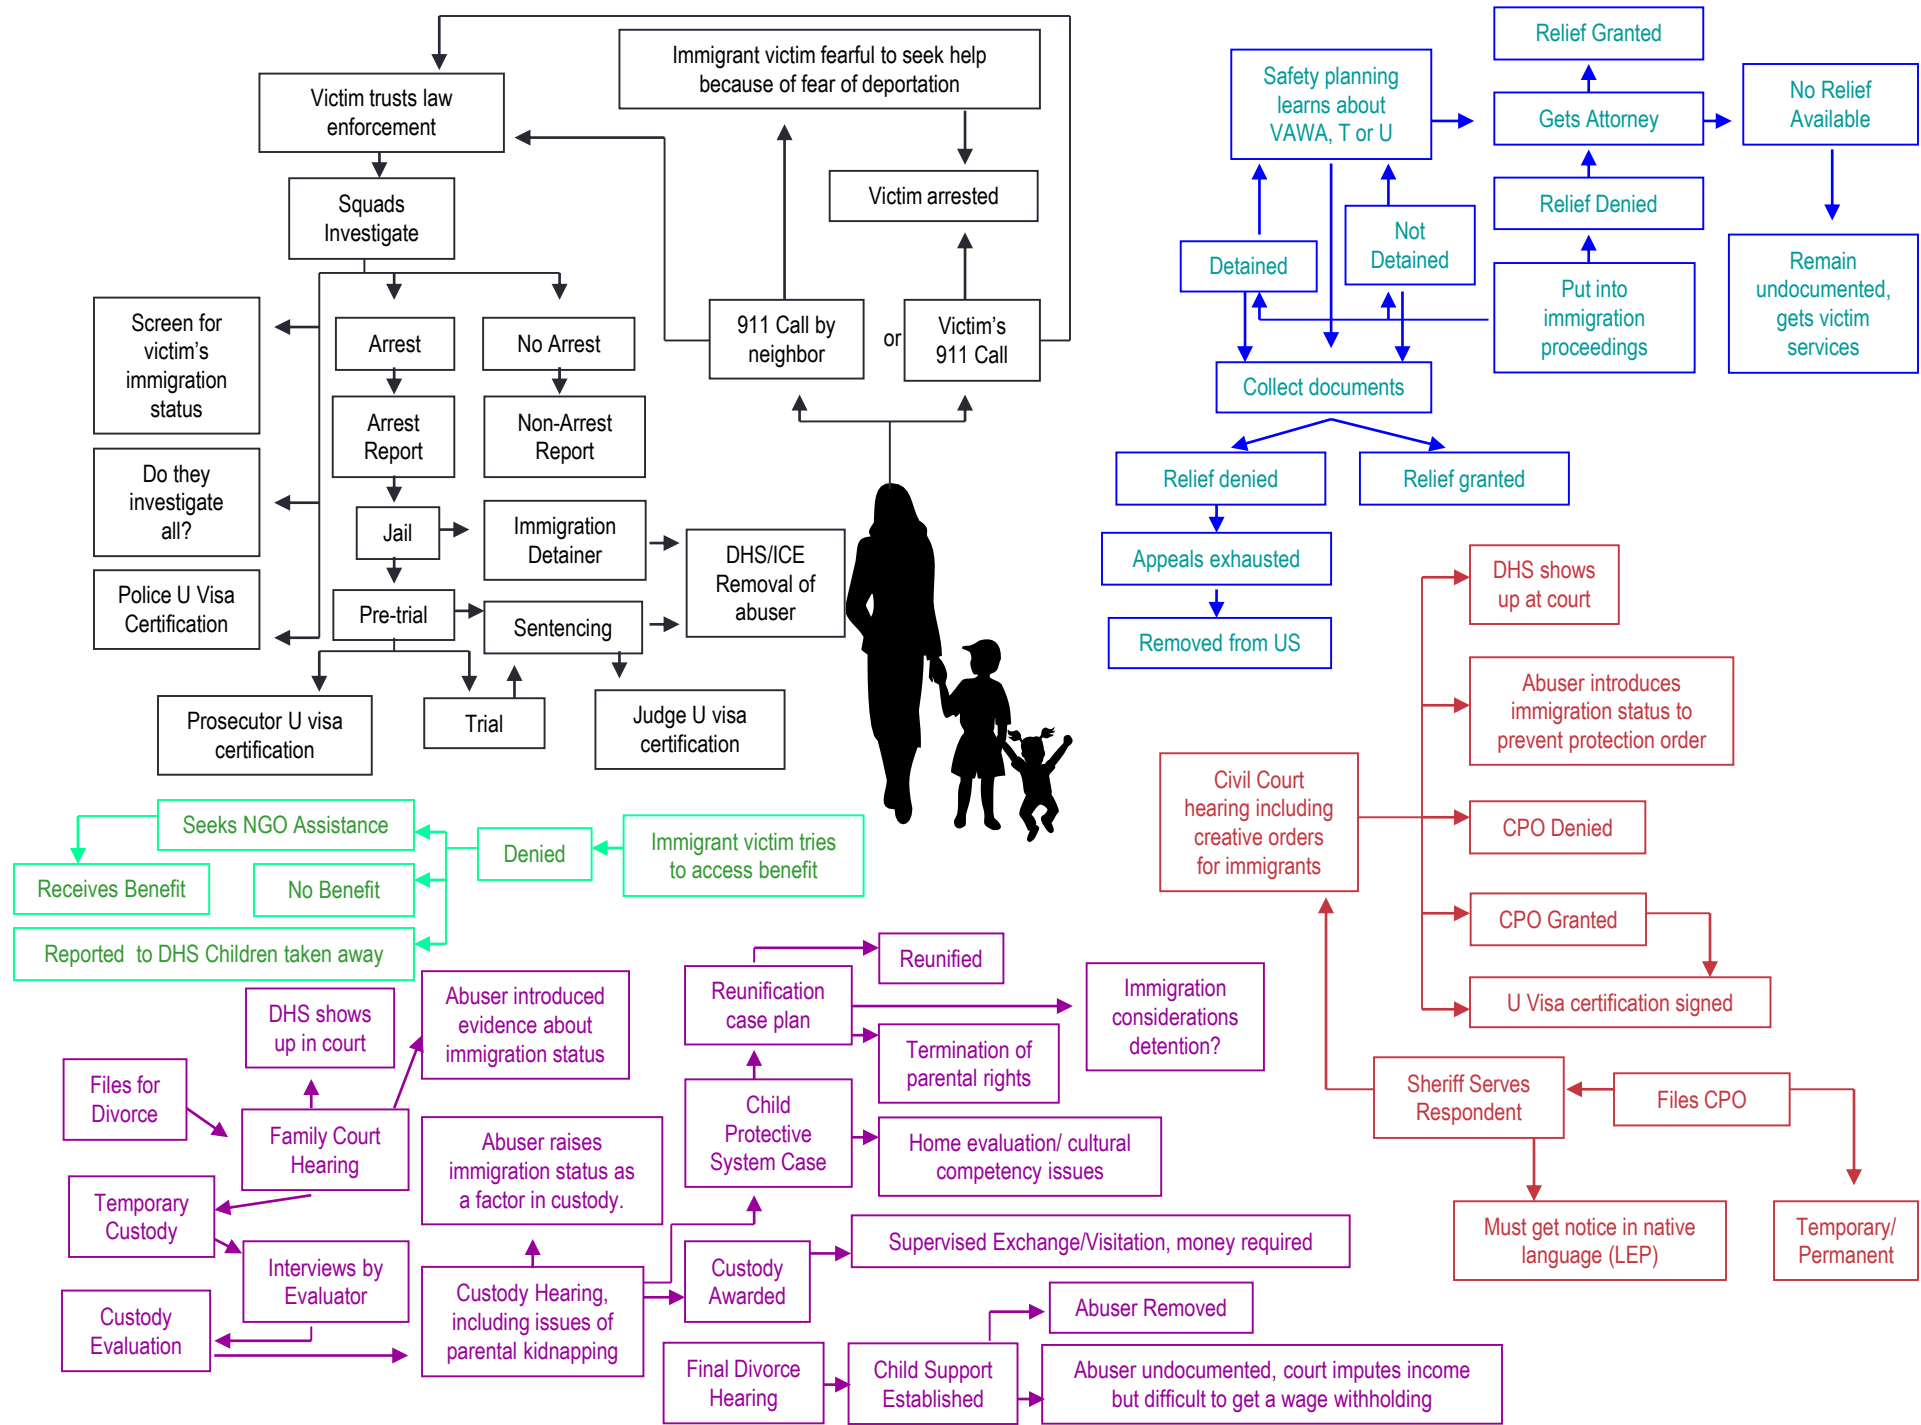 Immigrant victim fearful to seek help
because of fear of deportation
Victim trusts law
enforcement
Victim arrested
Squads
Investigate
911 Call by
neighbor
or
Victim's
911 Call
Screen for
victim's
immigration
status
Arrest
No Arrest
Arrest
Report
Non-Arrest
Report
Do they
investigate
all?
Jail
Immigration
Detainer
DHS/ICE
Removal of
abuser
Police U Visa
Certification
Pre-trial
Sentencing
Prosecutor U visa
certification
Trial
Judge U visa
certification
Relief Granted
Safety planning
learns about
VAWA, T or U
Gets Attorney
No Relief
Available
Relief Denied
Detained
Not
Detained
Put into
immigration
proceedings
Remain
undocumented,
gets victim
services
Collect documents
Relief denied
Relief granted
Appeals exhausted
Removed from US
DHS shows
up at court
Abuser introduces
immigration status to
prevent protection order
Civil Court
hearing including
creative orders
for immigrants
CPO Denied
CPO Granted
U Visa certification signed
Sheriff Serves
Respondent
Files CPO
Must get notice in native
language (LEP)
Temporary/
Permanent
Seeks NGO Assistance
Denied
Immigrant victim tries
to access benefit
Receives Benefit
No Benefit
Reported  to DHS Children taken away
DHS shows
up in court
Abuser introduced
evidence about
immigration status
Files for
Divorce
Family Court
Hearing
Temporary
Custody
Interviews by
Evaluator
Custody
Evaluation
Abuser raises
immigration status as
a factor in custody.
Custody Hearing,
including issues of
parental kidnapping
Reunified
Reunification
case plan
Immigration
considerations
detention?
Termination of
parental rights
Child
Protective
System Case
Home evaluation/ cultural
competency issues
Custody
Awarded
Supervised Exchange/Visitation, money required
Abuser Removed
Final Divorce
Hearing
Child Support
Established
Abuser undocumented, court imputes income
but difficult to get a wage withholding